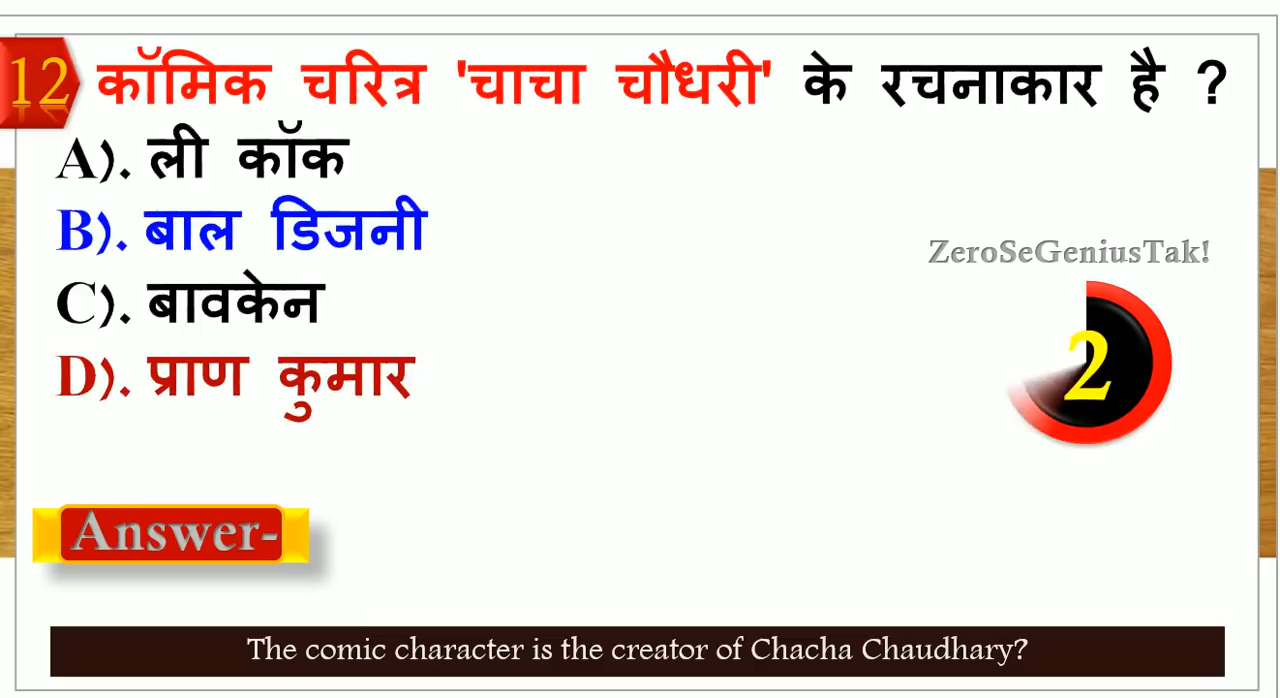 12 कॉमिक चरित्र 'चाचा चौधरी' के रचनाकार है ?
A). ली कॉक
B). बाल डिजनी
C). बावकेन
D). प्राण कुमार
ZeroSeGeniusTak!
2
Answer-
The comic character is the creator of Chacha Chaudhary?